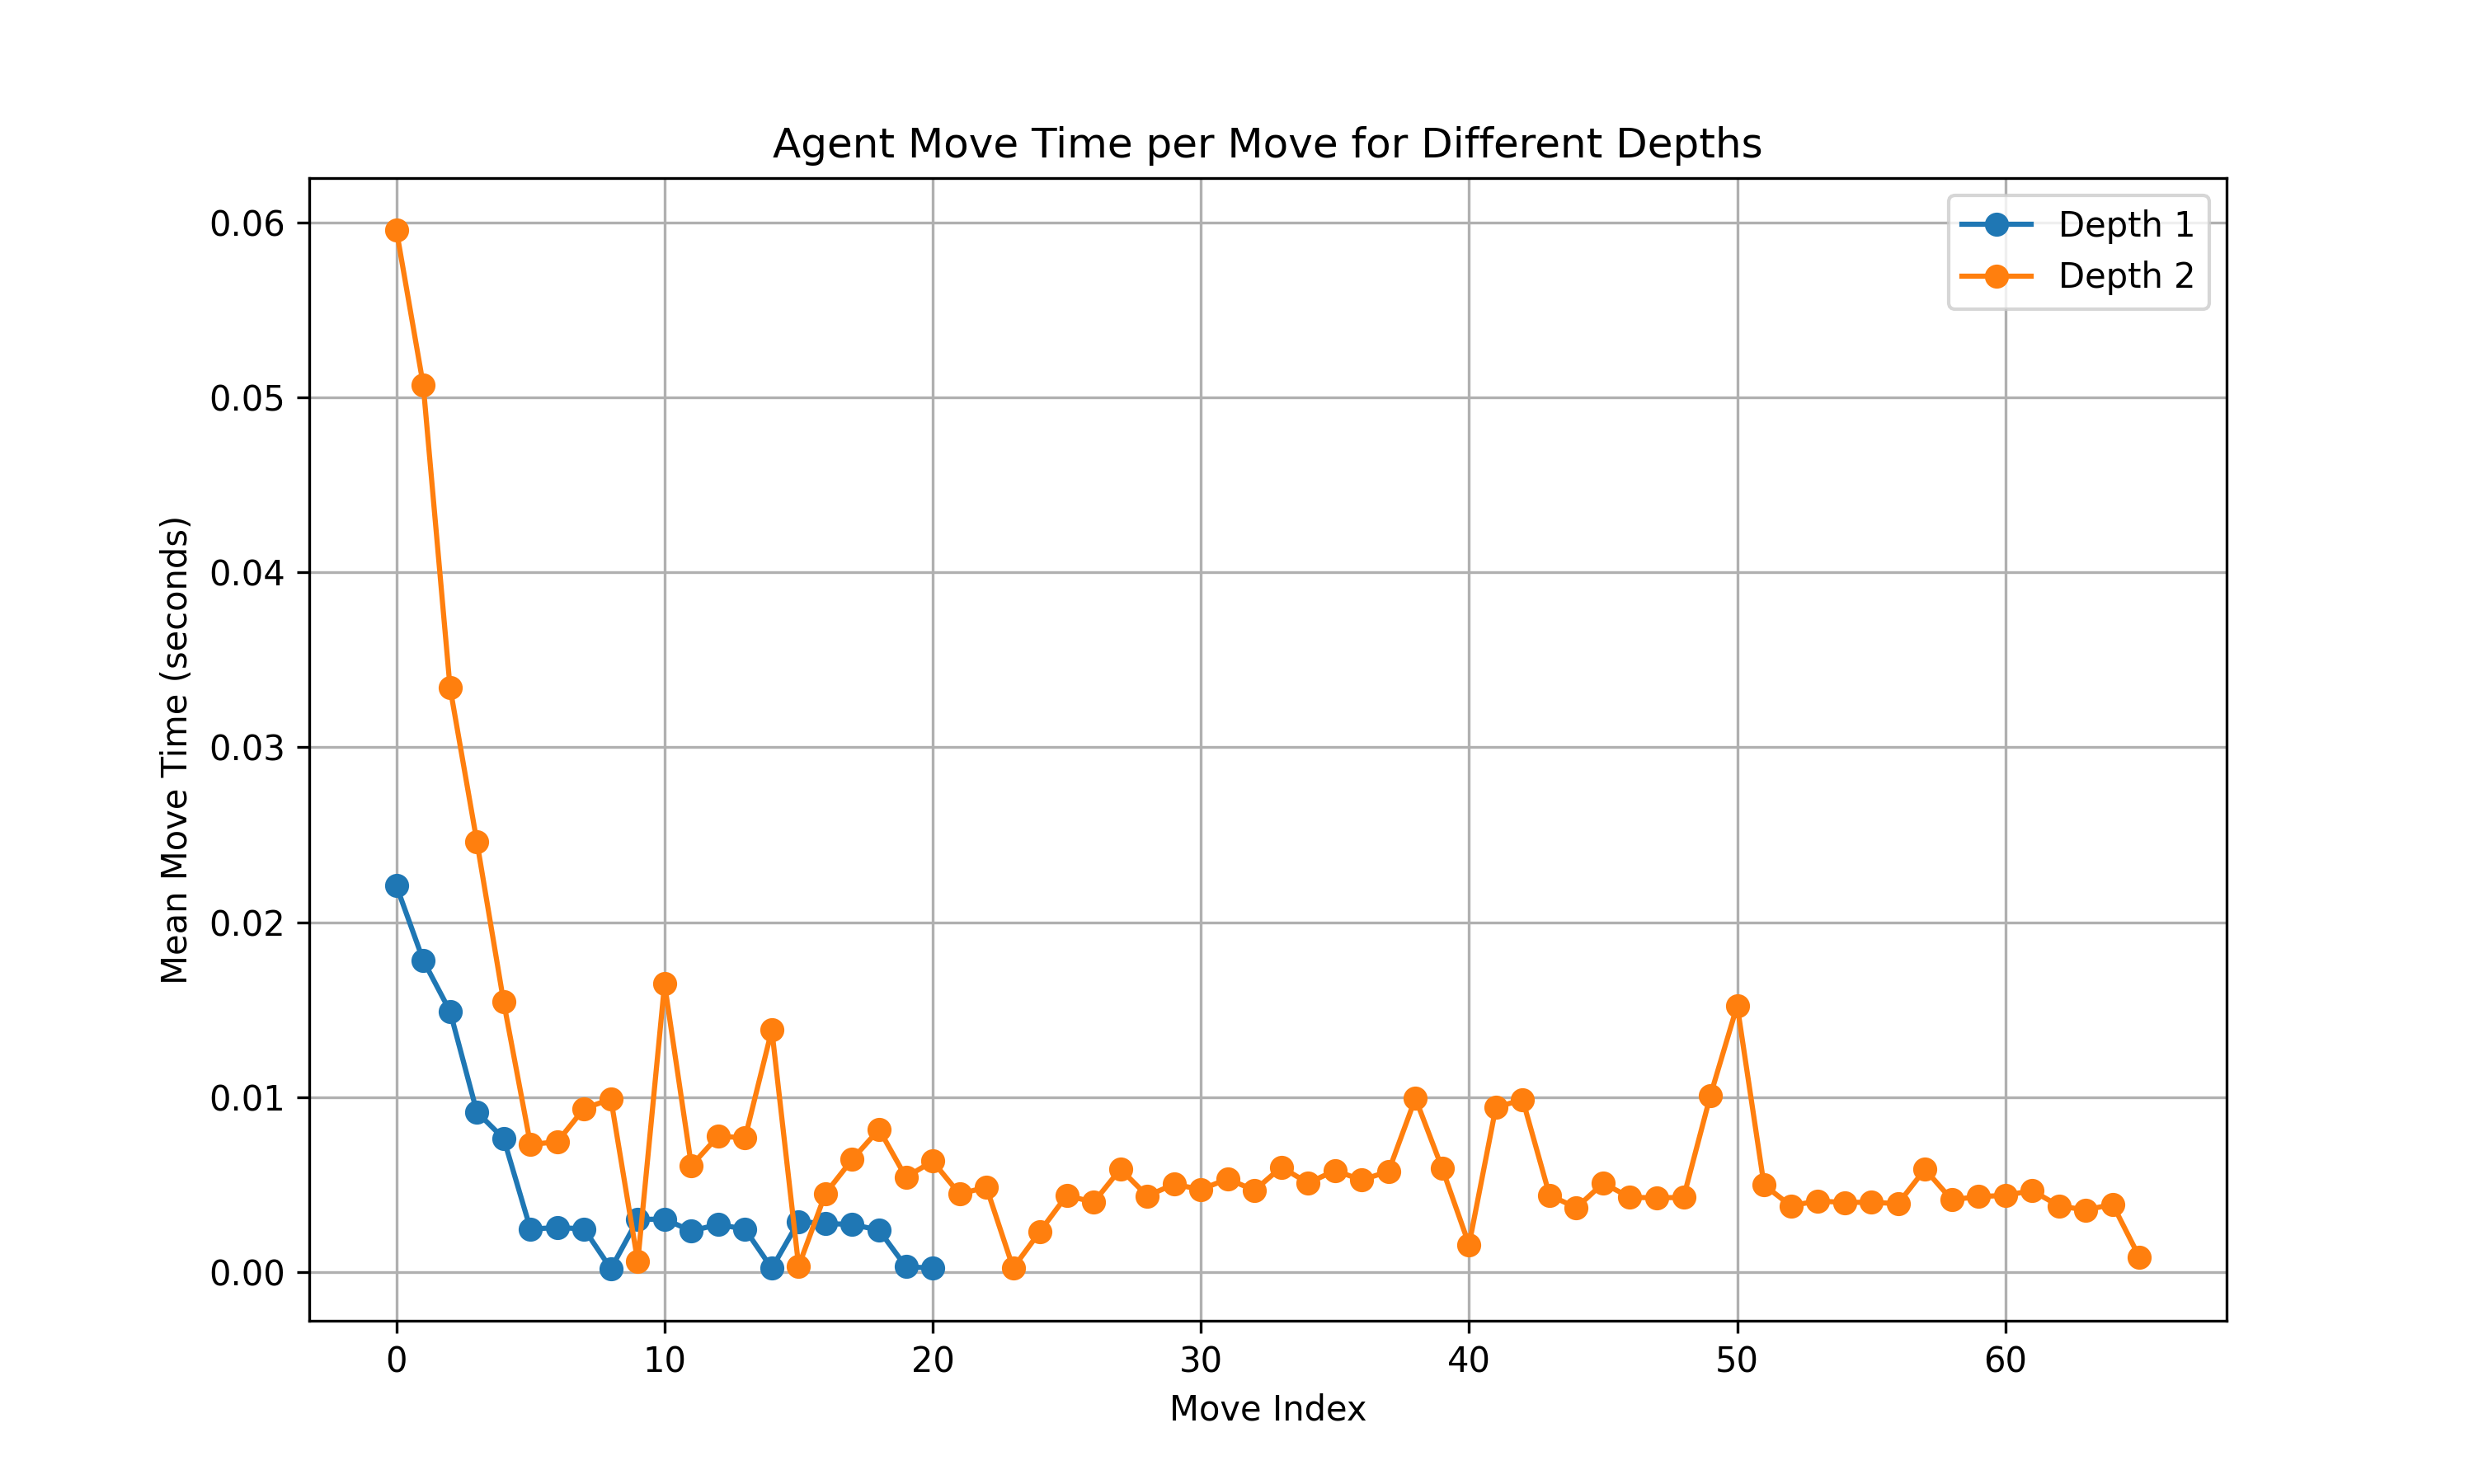 Agent Move Time per Move for Different Depths
Depth 1
Depth 2
Mean Move Time (seconds)
0.06
0.05
0.04
0.03
0.02
0.01
0.00
0 10 20 30 40 50 60
Move Index